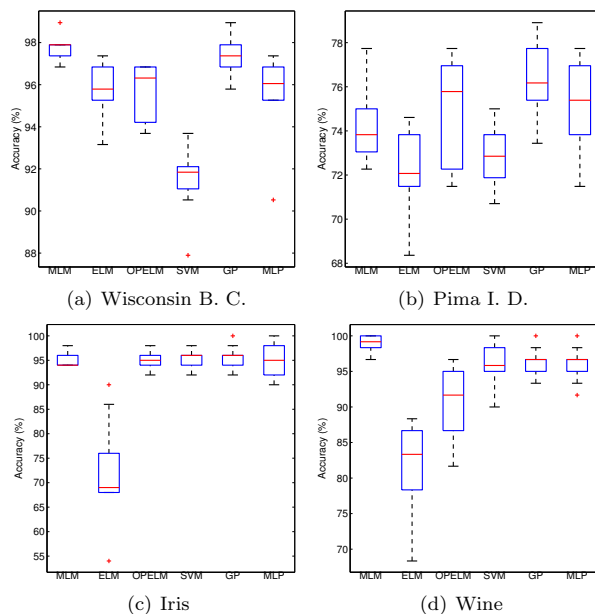 98
96
94
92
90
88
Accuracy (%)
MLM ELM OPELM SVM GP MLP
(a) Wisconsin B. C.
78
76
74
72
70
68
Accuracy (%)
MLM ELM OPELM SVM GP MLP
(b) Pima I. D.
100
95
90
85
80
75
70
65
60
55
Accuracy (%)
MLM ELM OPELM SVM GP MLP
(c) Iris
100
95
90
85
80
75
70
Accuracy (%)
MLM ELM OPELM SVM GP MLP
(d) Wine